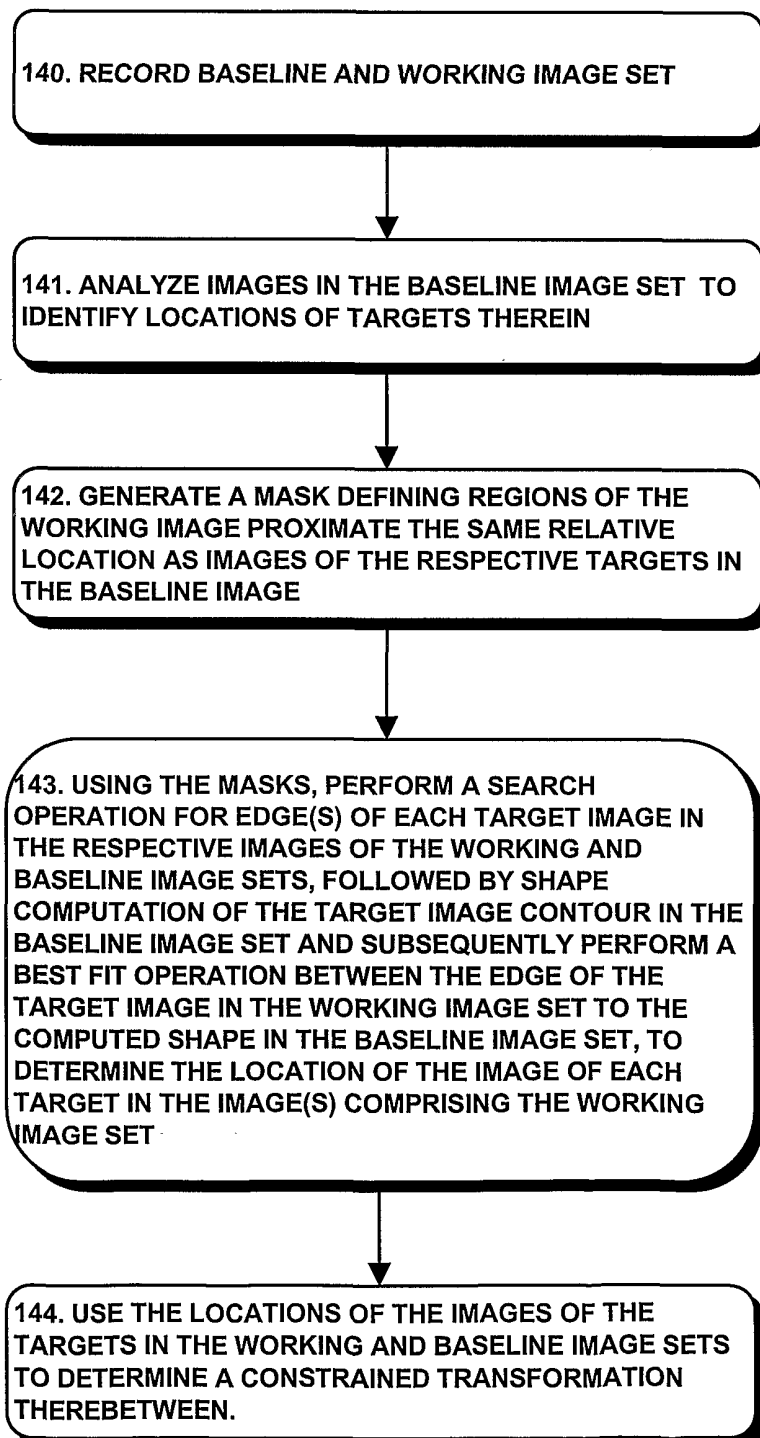 140. RECORD BASELINE AND WORKING IMAGE SET
141. ANALYZE IMAGES IN THE BASELINE IMAGE SET TO
IDENTIFY LOCATIONS OF TARGETS THEREIN
142. GENERATE A MASK DEFINING REGIONS OF THE
WORKING IMAGE PROXIMATE THE SAME RELATIVE
LOCATION AS IMAGES OF THE RESPECTIVE TARGETS IN
THE BASELINE IMAGE
143. USING THE MASKS, PERFORM A SEARCH
OPERATION FOR EDGE(S) OF EACH TARGET IMAGE IN
THE RESPECTIVE IMAGES OF THE WORKING AND
BASELINE IMAGE SETS, FOLLOWED BY SHAPE
COMPUTATION OF THE TARGET IMAGE CONTOUR IN THE
BASELINE IMAGE SET AND SUBSEQUENTLY PERFORM A
BEST FIT OPERATION BETWEEN THE EDGE OF THE
TARGET IMAGE IN THE WORKING IMAGE SET TO THE
COMPUTED SHAPE IN THE BASELINE IMAGE SET, TO
DETERMINE THE LOCATION OF THE IMAGE OF EACH
TARGET IN THE IMAGE(S) COMPRISING THE WORKING
IMAGE SET
144. USE THE LOCATIONS OF THE IMAGES OF THE
TARGETS IN THE WORKING AND BASELINE IMAGE SETS
TO DETERMINE A CONSTRAINED TRANSFORMATION
THEREBETWEEN.